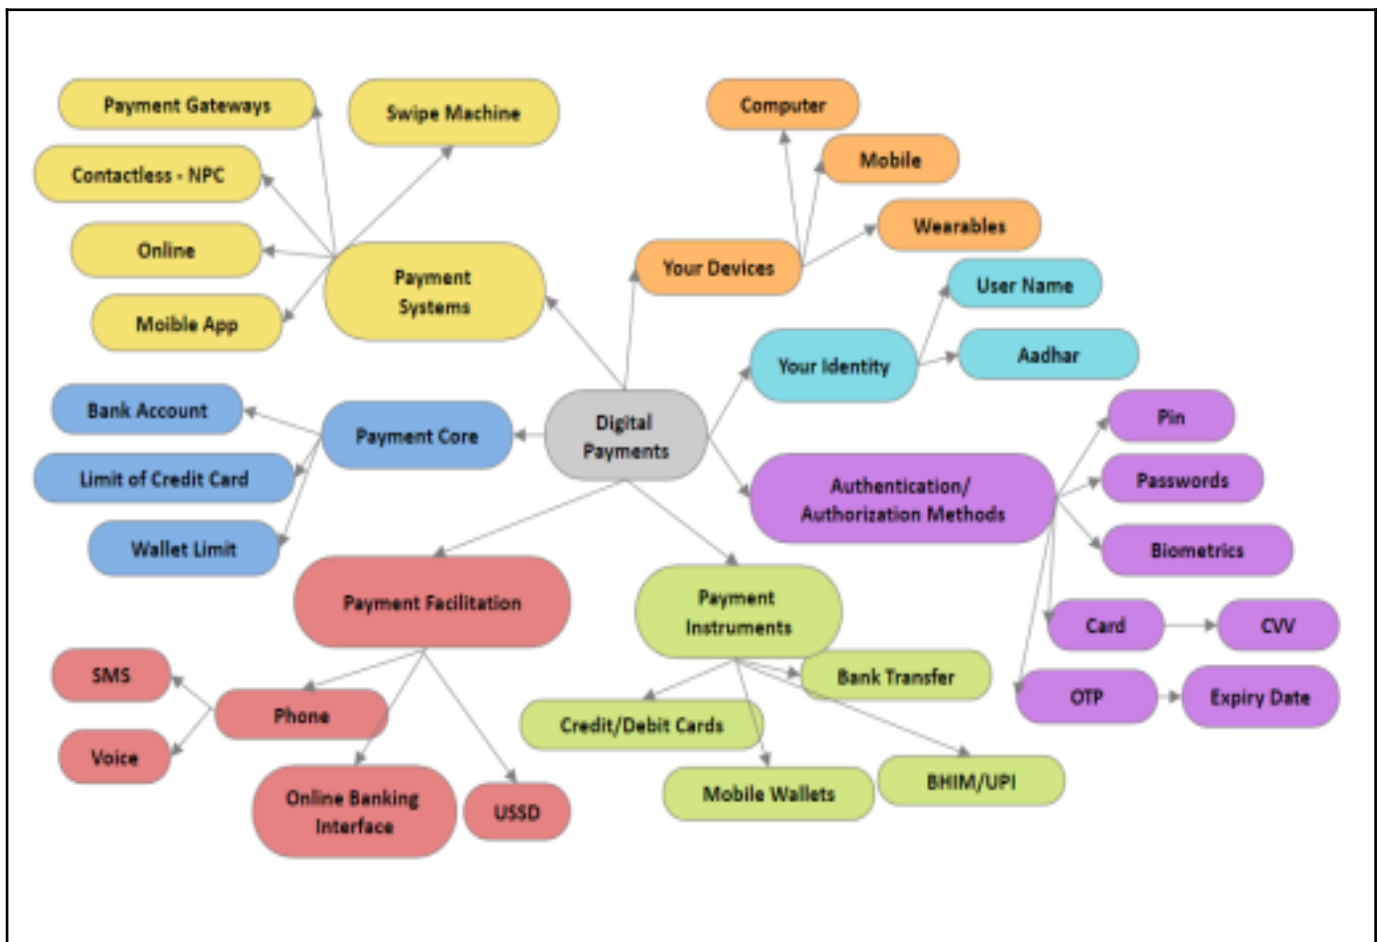 Payment Gateways
Swipe Machine
Contactless - NPC
Online
Moible App
Payment
Systems
Computer
Mobile
Wearables
Your Devices
User Name
Aadhar
Your Identity
Bank Account
Limit of Credit Card
Wallet Limit
Payment Core
Digital
Payments
Authentication/
Authorization Methods
Pin
Passwords
Biometrics
Card
CVV
OTP
Expiry Date
Payment Facilitation
SMS
Voice
Phone
Online Banking
Interface
USSD
Payment
Instruments
Bank Transfer
Credit/Debit Cards
Mobile Wallets
BHIM/UPI